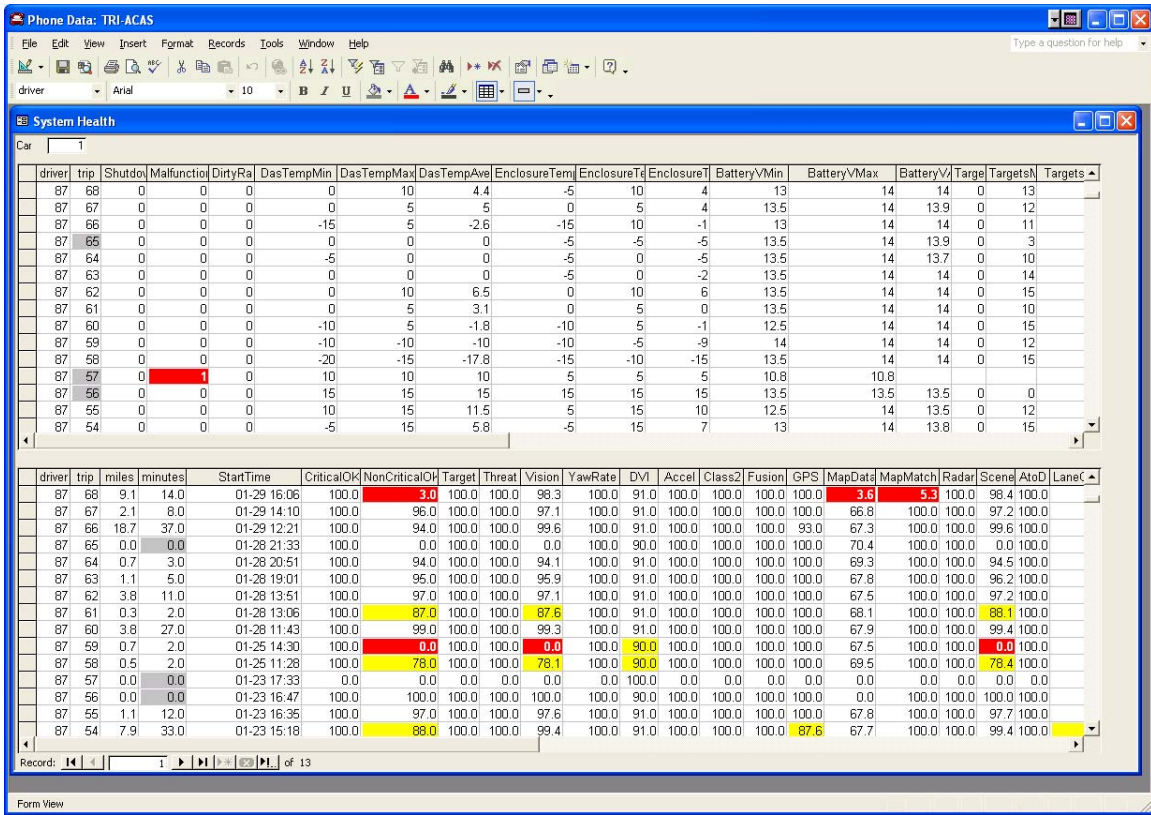 Phone Data: TRI-ACAS
File Edit View Insert Format Records Tools Window Help Type a question for help
driver Arial 10 B I U A
System Health
Car 1
driver trip Shutdov Malfunction DirtyRa DasTempMin DasTempMax DasTempAve EnclosureTemp EnclosureTe EnclosureT BatteryVMin BatteryVMax BatteryV Targe TargetsM Targets
87 68 0 0 0 0 10 4.4 -5 10 4 13 14 14 0 13
87 67 0 0 0 0 5 5 0 5 4 13.5 14 13.9 0 12
87 66 0 0 0 -15 5 -2.6 -15 10 -1 13 14 14 0 11
87 65 0 0 0 0 0 0 -5 -5 -5 13.5 14 13.9 0 3
87 64 0 0 0 -5 0 0 -5 0 -5 13.5 14 13.7 0 10
87 63 0 0 0 0 0 0 -5 0 -2 13.5 14 14 0 14
87 62 0 0 0 0 10 6.5 0 10 6 13.5 14 14 0 15
87 61 0 0 0 0 5 3.1 0 5 0 13.5 14 14 0 10
87 60 0 0 0 -10 5 -1.8 -10 5 -1 12.5 14 14 0 15
87 59 0 0 0 -10 -10 -10 -10 -5 -9 14 14 14 0 12
87 58 0 0 0 -20 -15 -17.8 -15 -10 -15 13.5 14 14 0 15
87 57 0 1 0 10 10 10 5 5 5 10.8 10.8
87 56 0 0 0 15 15 15 15 15 15 13.5 13.5 13.5 0 0
87 55 0 0 0 10 15 11.5 5 15 10 12.5 14 13.5 0 12
87 54 0 0 0 -5 15 5.8 -5 15 7 13 14 13.8 0 15
driver trip miles minutes StartTime CriticalOK NonCriticalOK Target Threat Vision YawRate DVI Accel Class2 Fusion GPS MapData MapMatch Radar Scene AtoD LaneC
87 68 9.1 14.0 01-29 16:06 100.0 3.0 100.0 100.0 98.3 100.0 91.0 100.0 100.0 100.0 100.0 3.6 5.3 100.0 98.4 100.0
87 67 2.1 8.0 01-29 14:10 100.0 96.0 100.0 100.0 97.1 100.0 91.0 100.0 100.0 100.0 100.0 66.8 100.0 100.0 97.2 100.0
87 66 18.7 37.0 01-29 12:21 100.0 94.0 100.0 100.0 99.6 100.0 91.0 100.0 100.0 100.0 93.0 67.3 100.0 100.0 99.6 100.0
87 65 0.0 0.0 01-28 21:33 100.0 0.0 100.0 100.0 0.0 100.0 90.0 100.0 100.0 100.0 100.0 70.4 100.0 100.0 0.0 100.0
87 64 0.7 3.0 01-28 20:51 100.0 94.0 100.0 100.0 94.1 100.0 91.0 100.0 100.0 100.0 100.0 69.3 100.0 100.0 94.5 100.0
87 63 1.1 5.0 01-28 19:01 100.0 95.0 100.0 100.0 95.9 100.0 91.0 100.0 100.0 100.0 100.0 67.8 100.0 100.0 96.2 100.0
87 62 3.8 11.0 01-28 13:51 100.0 97.0 100.0 100.0 97.1 100.0 91.0 100.0 100.0 100.0 100.0 67.5 100.0 100.0 97.2 100.0
87 61 0.3 2.0 01-28 13:06 100.0 87.0 100.0 100.0 87.6 100.0 91.0 100.0 100.0 100.0 100.0 68.1 100.0 100.0 88.1 100.0
87 60 3.8 27.0 01-28 11:43 100.0 99.0 100.0 100.0 99.3 100.0 91.0 100.0 100.0 100.0 100.0 67.9 100.0 100.0 99.4 100.0
87 59 0.7 2.0 01-25 14:30 100.0 0.0 100.0 100.0 0.0 100.0 90.0 100.0 100.0 100.0 100.0 67.5 100.0 100.0 0.0 100.0
87 58 0.5 2.0 01-25 11:28 100.0 78.0 100.0 100.0 78.1 100.0 90.0 100.0 100.0 100.0 100.0 69.5 100.0 100.0 78.4 100.0
87 57 0.0 0.0 01-23 17:33 0.0 0.0 0.0 0.0 0.0 0.0 100.0 0.0 0.0 0.0 0.0 0.0 0.0 0.0 0.0 0.0
87 56 0.0 0.0 01-23 16:47 100.0 100.0 100.0 100.0 100.0 100.0 90.0 100.0 100.0 100.0 100.0 0.0 100.0 100.0 100.0 100.0
87 55 1.1 12.0 01-23 16:35 100.0 97.0 100.0 100.0 97.6 100.0 91.0 100.0 100.0 100.0 100.0 67.8 100.0 100.0 97.7 100.0
87 54 7.9 33.0 01-23 15:18 100.0 88.0 100.0 100.0 99.4 100.0 91.0 100.0 100.0 100.0 87.6 67.7 100.0 100.0 99.4 100.0
Record: 1 of 13
Form View